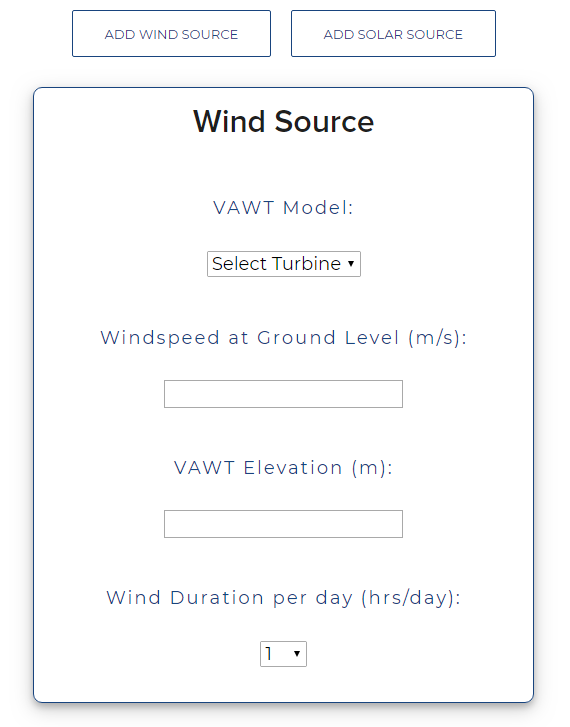 ADD WIND SOURCE ADD SOLAR SOURCE
Wind Source
VAWT Model:
Select Turbine
Windspeed at Ground Level (m/s):
VAWT Elevation (m):
Wind Duration per day (hrs/day):
1